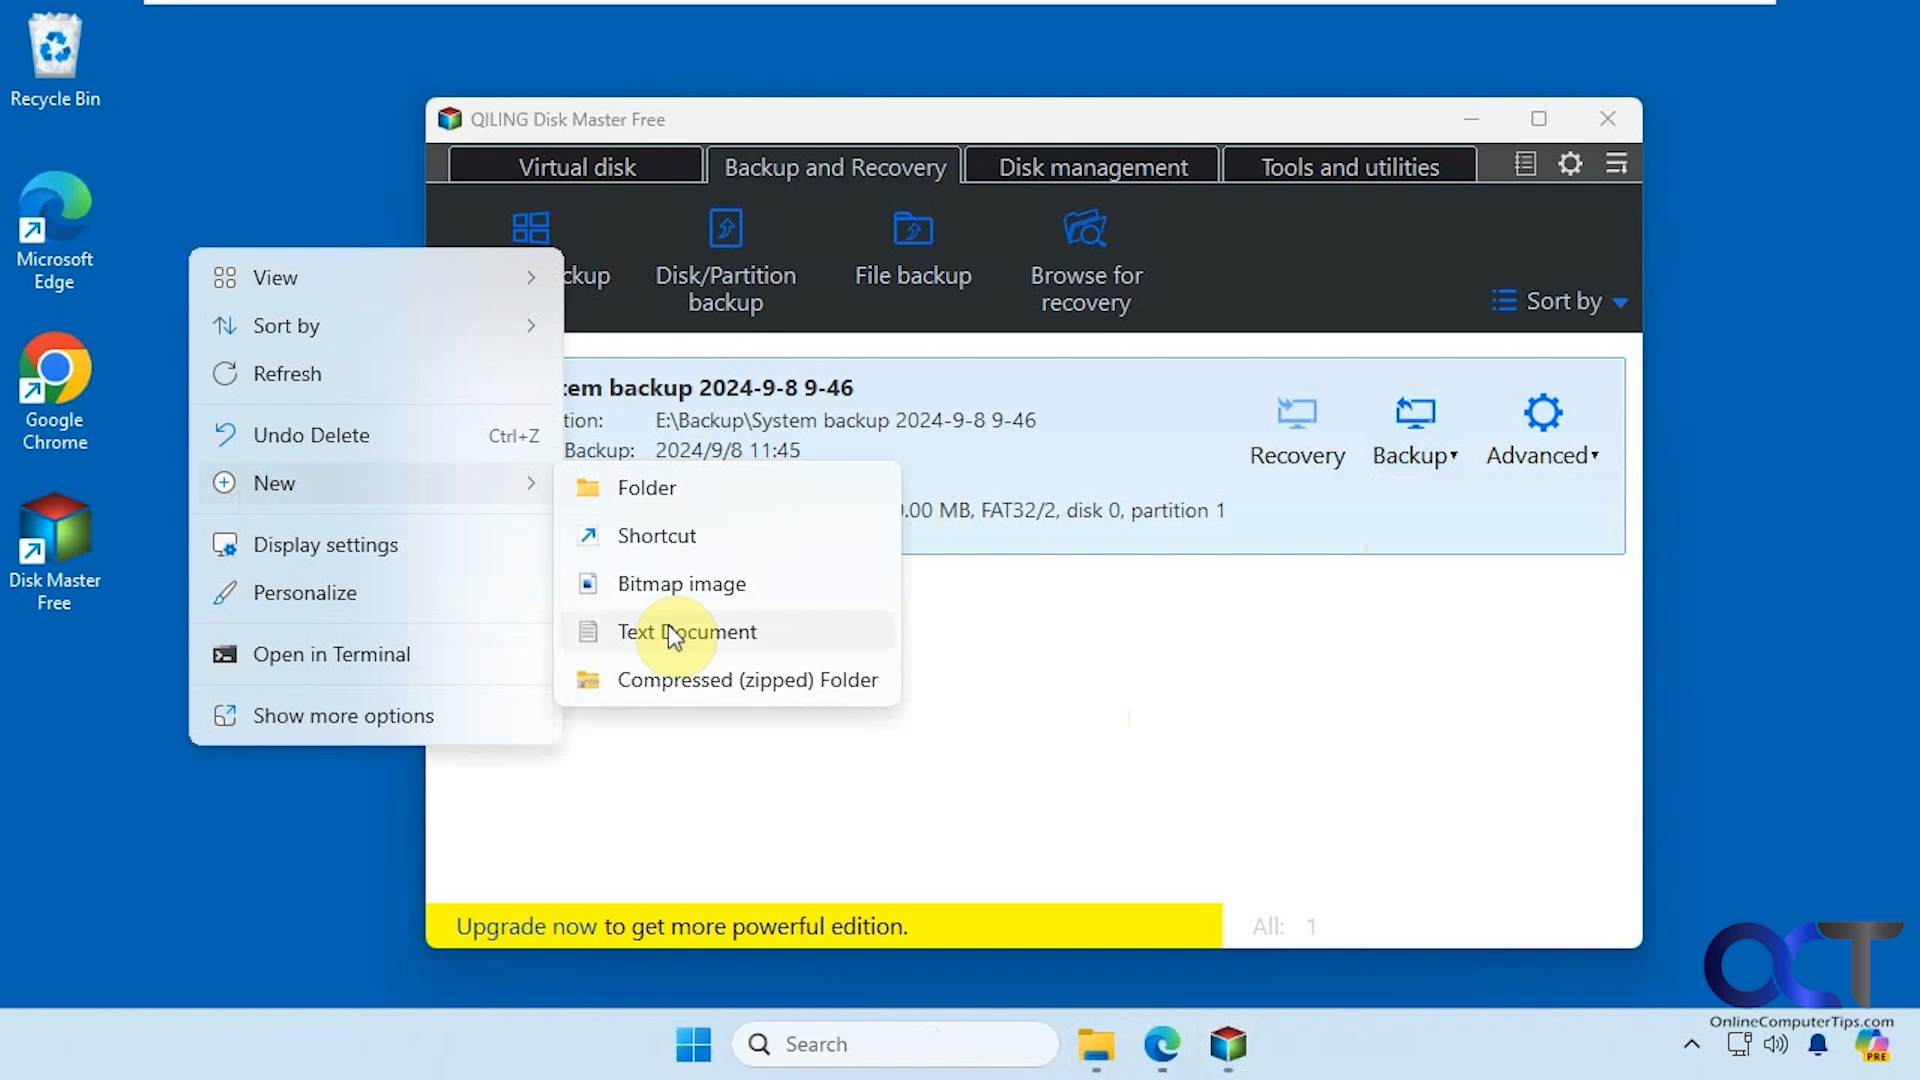 Recycle Bin
Microsoft
Edge
Google
Chrome
Disk Master
Free
QILING Disk Master Free
Virtual disk
Backup and Recovery
Disk management
Tools and utilities
ckup
Disk/Partition
backup
File backup
Browse for
recovery
Sort by
tem backup 2024-9-8 9-46
tion: E:\Backup\System backup 2024-9-8 9-46
Backup: 2024/9/8 11:45
.00 MB, FAT32/2, disk 0, partition 1
Recovery
Backup
Advanced
View
Sort by
Refresh
Undo Delete Ctrl+Z
New
Display settings
Personalize
Open in Terminal
Show more options
Folder
Shortcut
Bitmap image
Text Document
Compressed (zipped) Folder
Upgrade now to get more powerful edition.
All: 1
OCT
OnlineComputerTips.com
Search
PRE